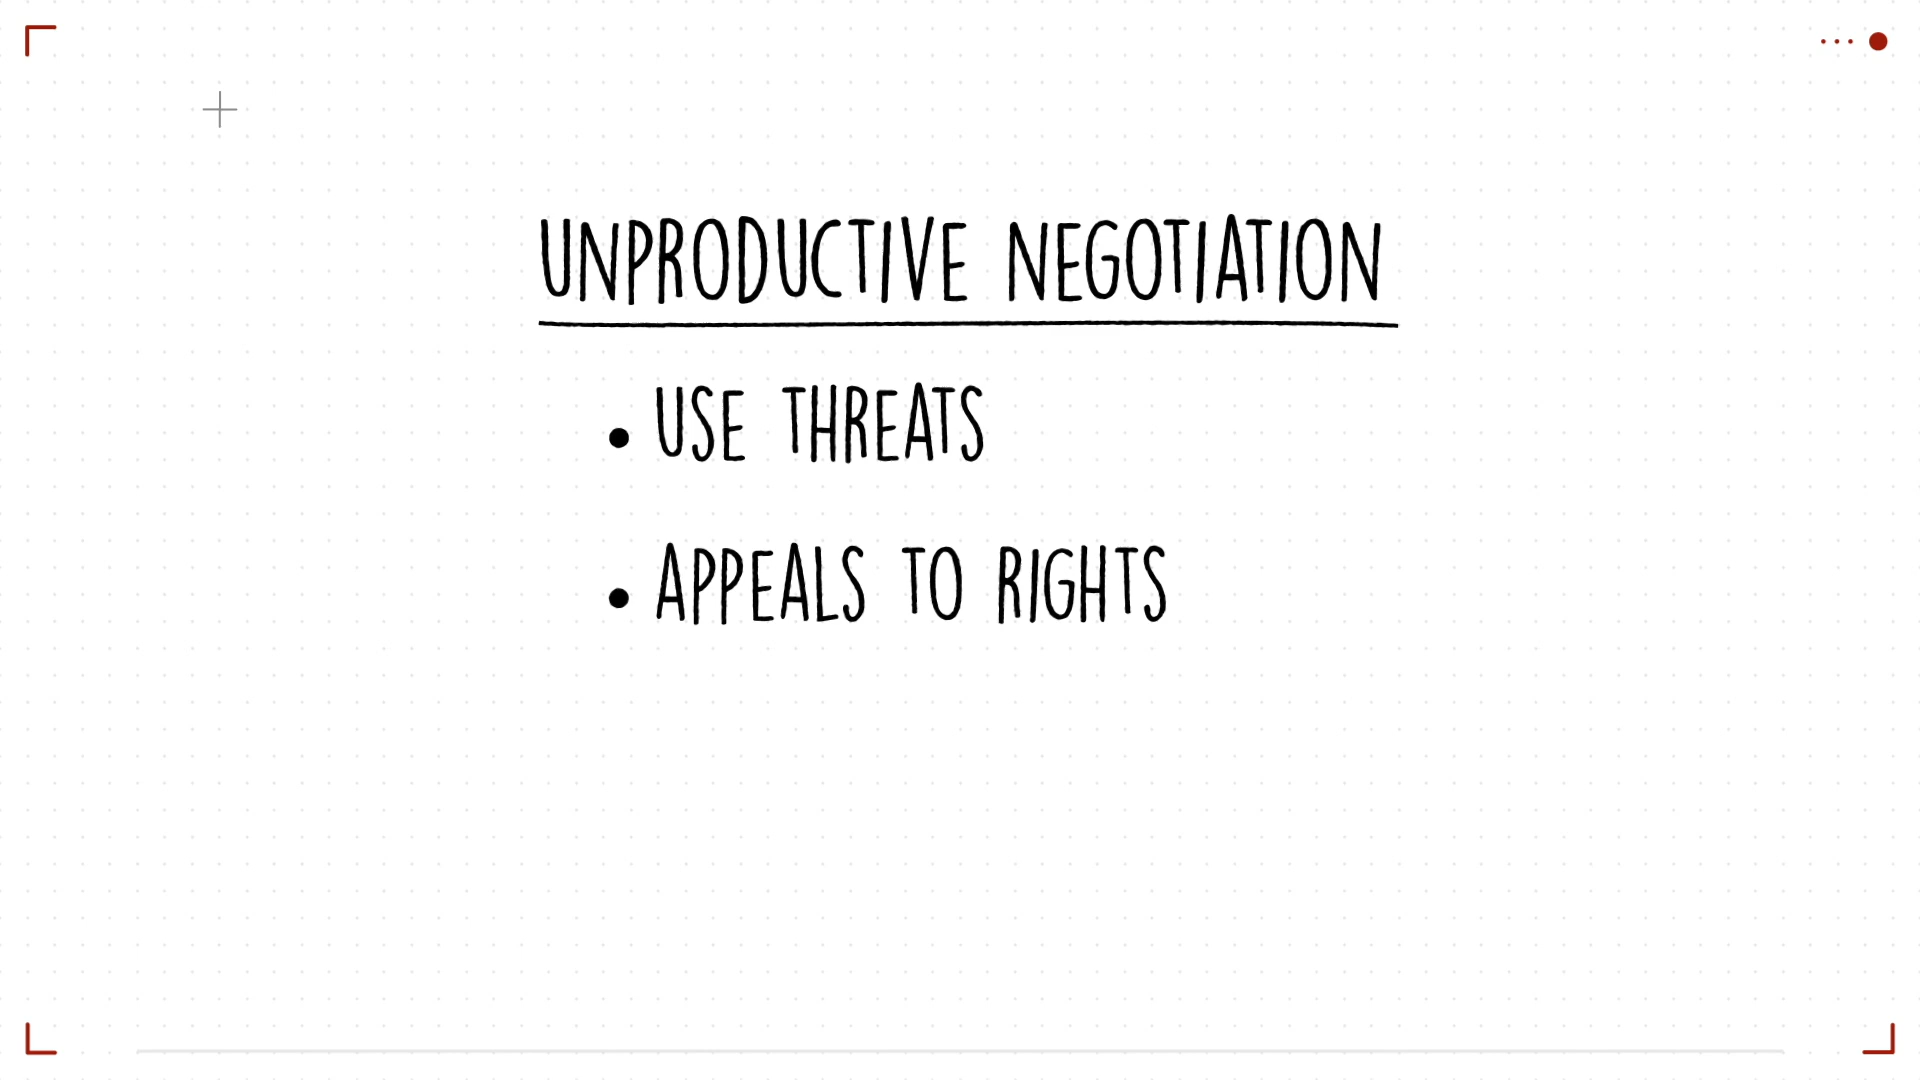 UNPRODUCTIVE NEGOTIATION
• USE THREATS
• APPEALS TO RIGHTS